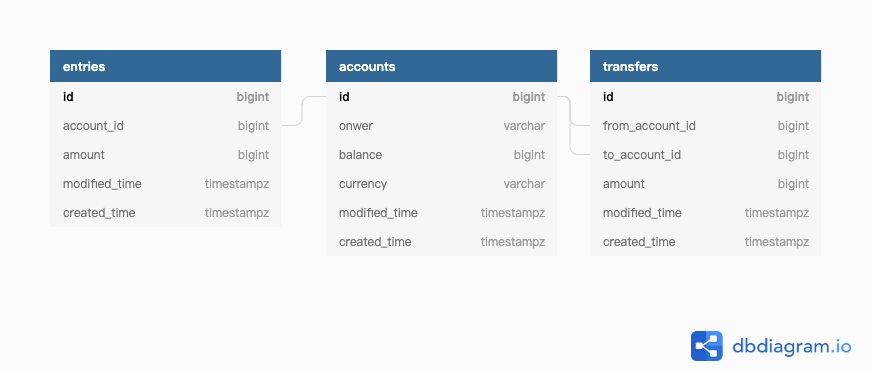 entries
id bigint
account_id bigint
amount bigint
modified_time timestampz
created_time timestampz
accounts
id bigint
onwer varchar
balance bigint
currency varchar
modified_time timestampz
created_time timestampz
transfers
id bigint
from_account_id bigint
to_account_id bigint
amount bigint
modified_time timestampz
created_time timestampz
dbdiagram.io